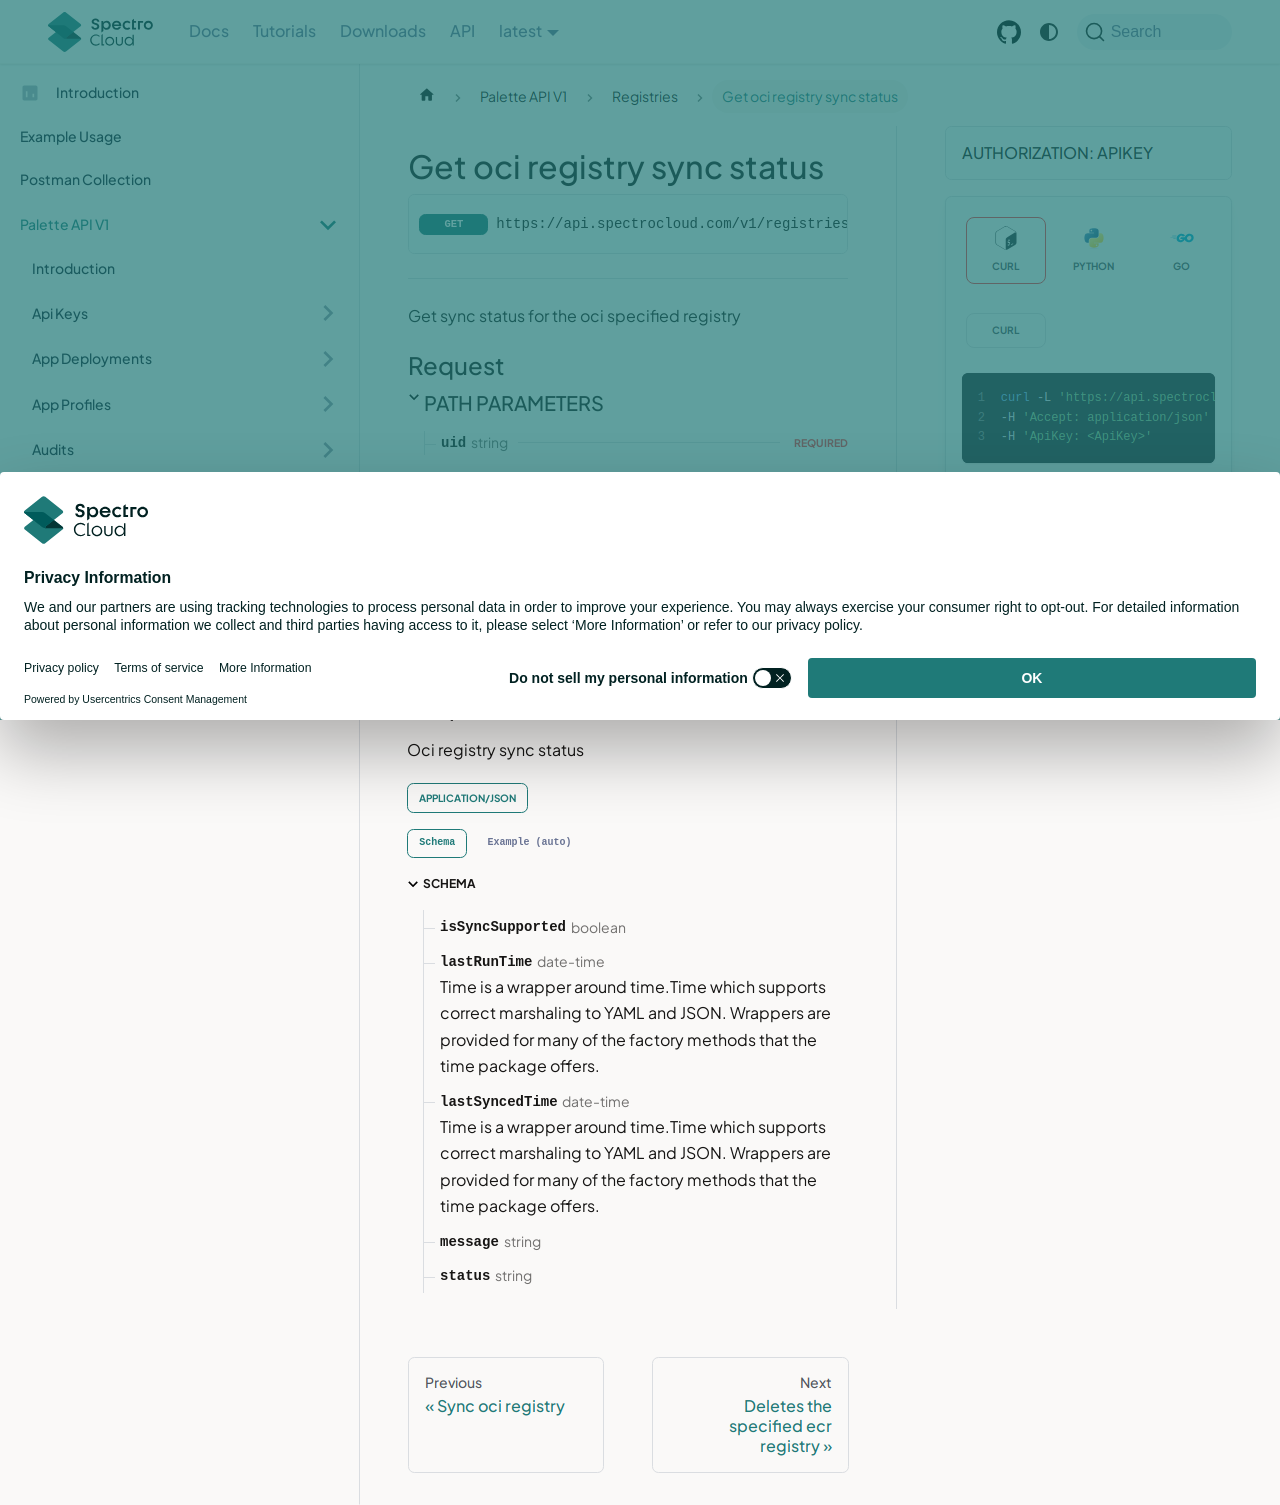 Spectro Cloud
Docs Tutorials Downloads API latest
Search
Introduction
Example Usage
Postman Collection
Palette API V1
Introduction
Api Keys
App Deployments
App Profiles
Audits
Palette API V1 > Registries > Get oci registry sync status
Get oci registry sync status
GET https://api.spectrocloud.com/v1/registries
Get sync status for the oci specified registry
Request
PATH PARAMETERS
uid string REQUIRED
AUTHORIZATION: APIKEY
CURL PYTHON GO
CURL
1 curl -L 'https://api.spectrocl
2 -H 'Accept: application/json'
3 -H 'ApiKey: <ApiKey>'
Spectro Cloud
Privacy Information
We and our partners are using tracking technologies to process personal data in order to improve your experience. You may always exercise your consumer right to opt-out. For detailed information
about personal information we collect and third parties having access to it, please select ‘More Information’ or refer to our privacy policy.
Privacy policy Terms of service More Information
Powered by Usercentrics Consent Management
Do not sell my personal information
OK
Oci registry sync status
APPLICATION/JSON
Schema Example (auto)
SCHEMA
isSyncSupported boolean
lastRunTime date-time
Time is a wrapper around time.Time which supports
correct marshaling to YAML and JSON. Wrappers are
provided for many of the factory methods that the
time package offers.
lastSyncedTime date-time
Time is a wrapper around time.Time which supports
correct marshaling to YAML and JSON. Wrappers are
provided for many of the factory methods that the
time package offers.
message string
status string
Previous
« Sync oci registry
Next
Deletes the
specified ecr
registry »